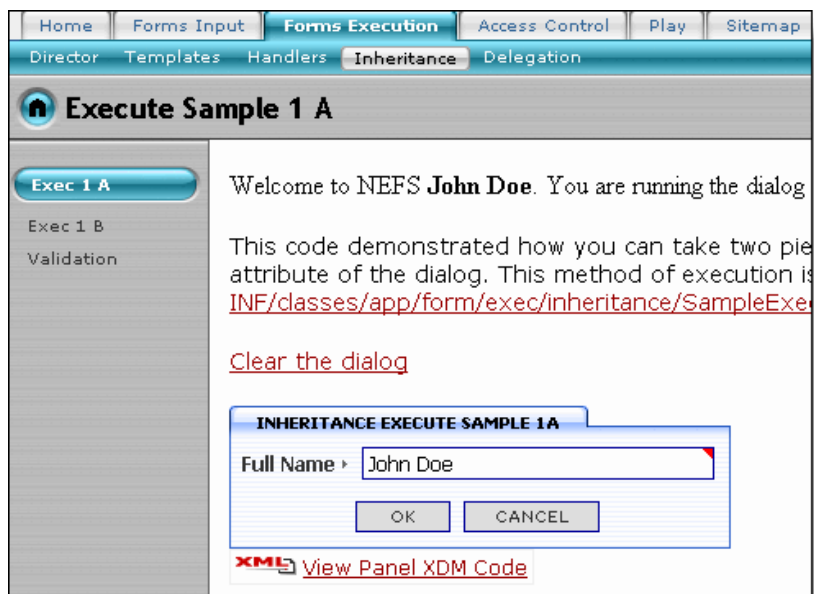 Home Forms Input Forms Execution Access Control Play Sitemap
Director Templates Handlers Inheritance Delegation
Execute Sample 1 A
Exec 1 A
Exec 1 B
Validation
Welcome to NEFS John Doe. You are running the dialog
This code demonstrated how you can take two pie
attribute of the dialog. This method of execution is
INF/classes/app/form/exec/inheritance/SampleExe
Clear the dialog
INHERITANCE EXECUTE SAMPLE 1A
Full Name John Doe
OK CANCEL
XML View Panel XDM Code